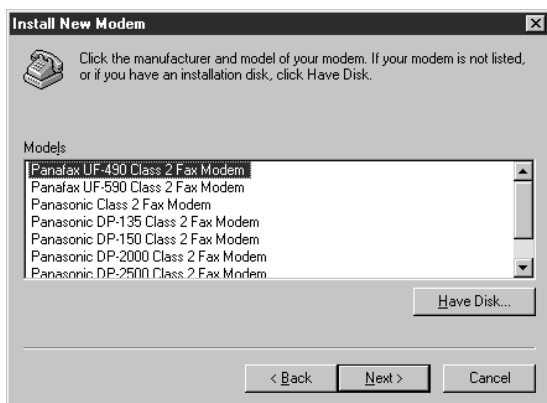 Install New Modem
Click the manufacturer and model of your modem. If your modem is not listed,
or if you have an installation disk, click Have Disk.
Models
Panafax UF-490 Class 2 Fax Modem
Panafax UF-590 Class 2 Fax Modem
Panasonic Class 2 Fax Modem
Panasonic DP-135 Class 2 Fax Modem
Panasonic DP-150 Class 2 Fax Modem
Panasonic DP-2000 Class 2 Fax Modem
Panasonic DP-2500 Class 2 Fax Modem
Have Disk...
< Back
Next >
Cancel